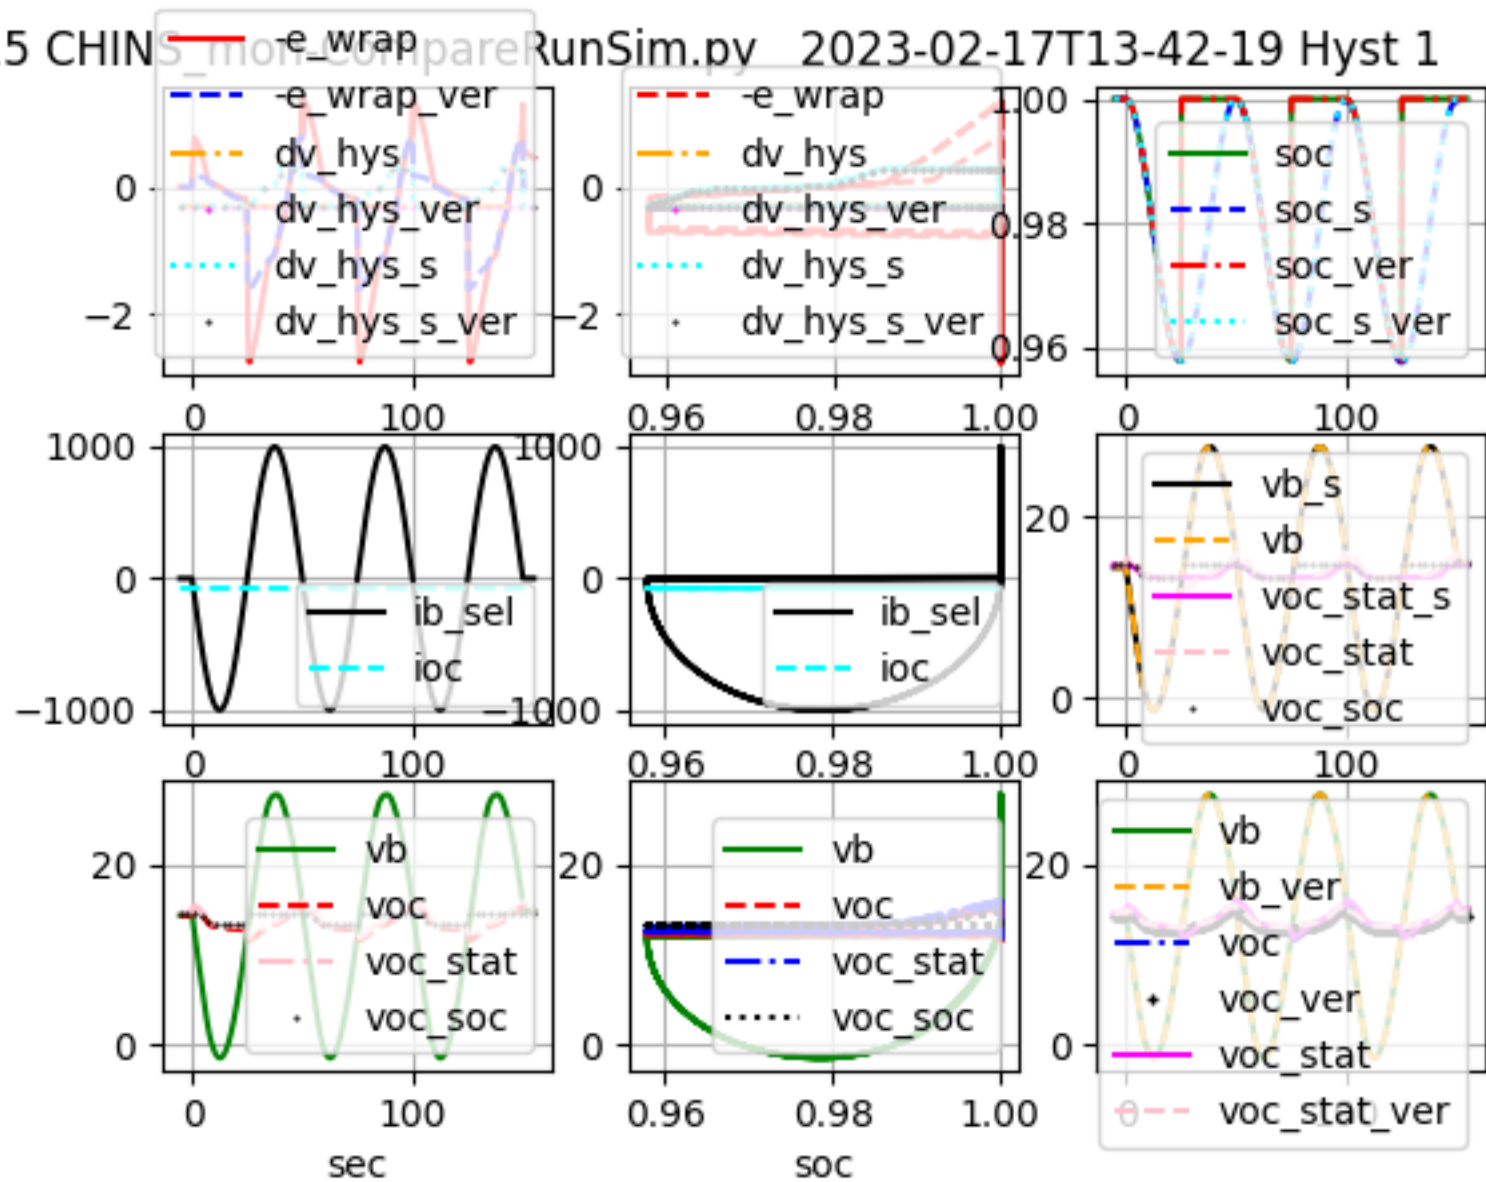 5 CHINS_mon-CompareRunSim.py 2023-02-17T13-42-19 Hyst 1
-e_wrap
-e_wrap_ver
dv_hys
dv_hys_ver
dv_hys_s
dv_hys_s_ver
0
−2
0
100
-e_wrap
dv_hys
dv_hys_ver
dv_hys_s
dv_hys_s_ver
0
−2
0.96
0.98
1.00
soc
soc_s
soc_ver
soc_s_ver
1.00
0.98
0.96
0
100
1000
0
−1000
ib_sel
ioc
0
100
1000
0
−1000
ib_sel
ioc
0.96
0.98
1.00
20
0
vb_s
vb
voc_stat_s
voc_stat
voc_soc
0
100
20
0
vb
voc
voc_stat
voc_soc
0
100
sec
20
0
vb
voc
voc_stat
voc_soc
0.96
0.98
1.00
soc
20
0
vb
vb_ver
voc
voc_ver
voc_stat
voc_stat_ver
0